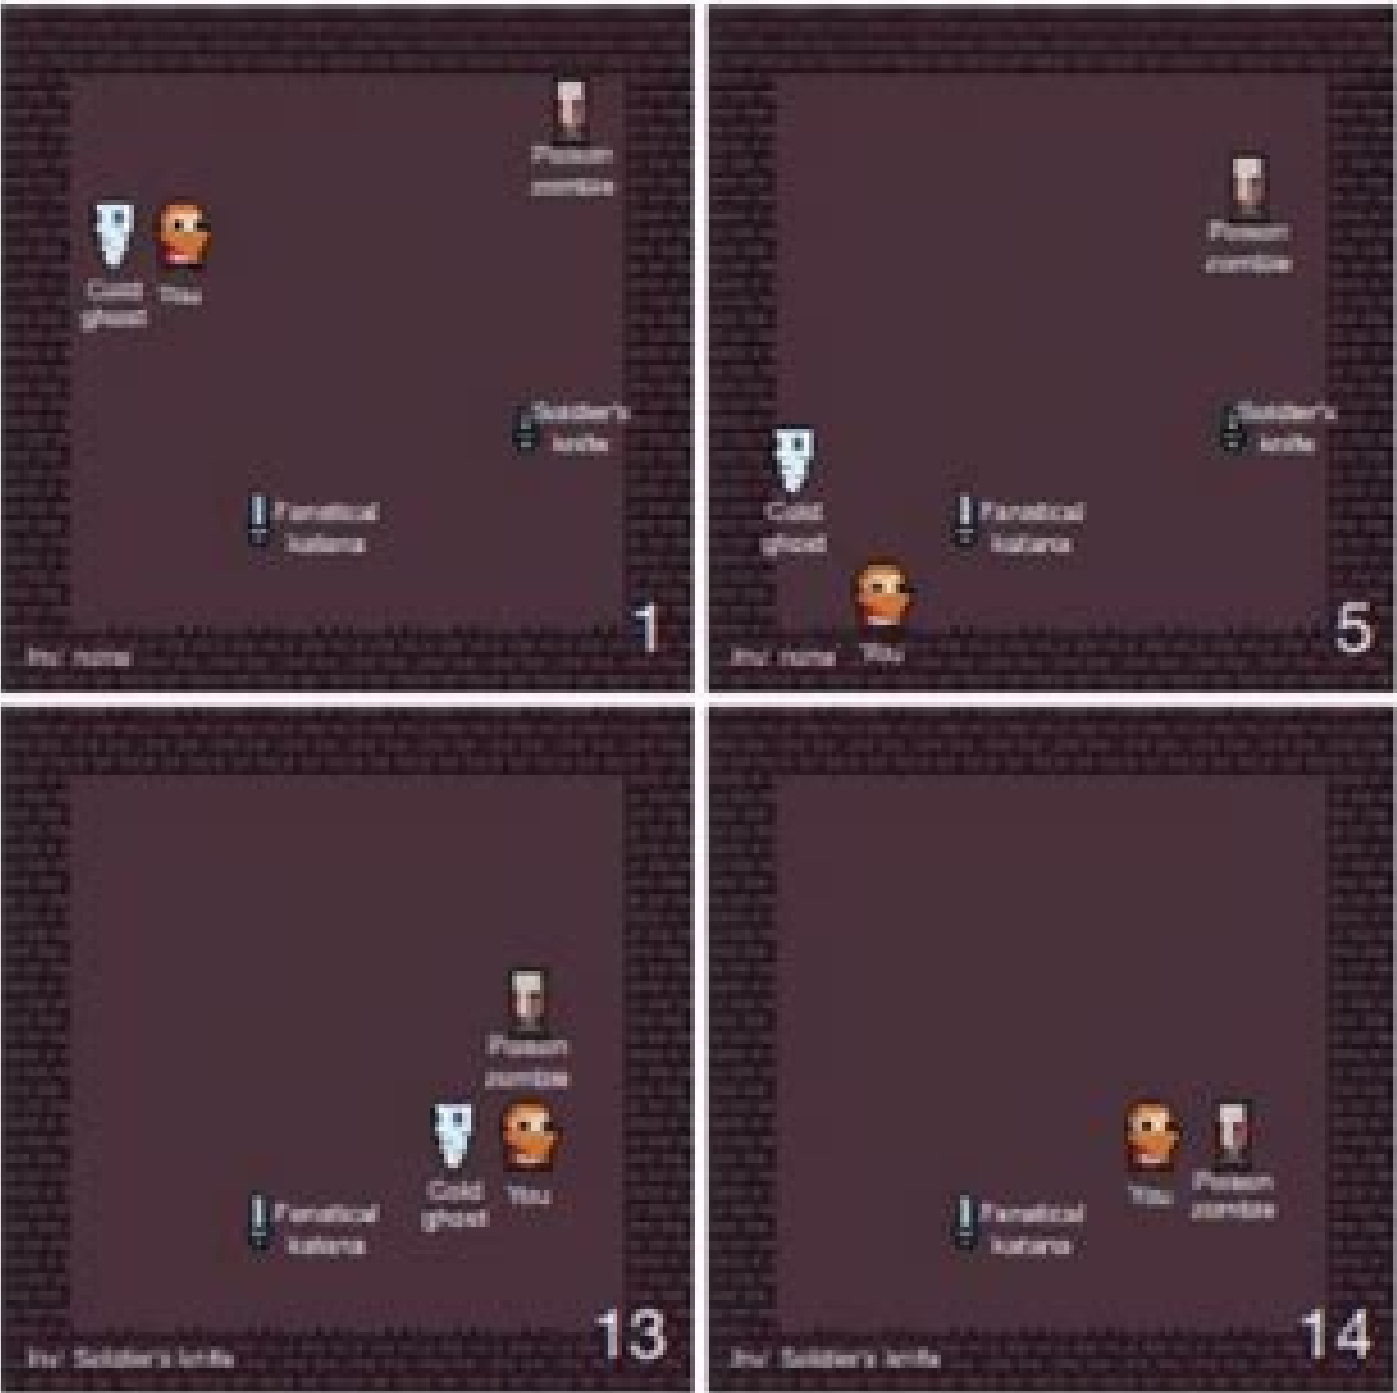 Poison
zombie
Cold
ghost
You
Soldier's
knife
Fanatical
katana
Inv: none
1
Poison
zombie
Soldier's
knife
Cold
ghost
Fanatical
katana
You
Inv: none
5
Poison
zombie
Cold
ghost
You
Fanatical
katana
Inv: Soldier's knife
13
You
Poison
zombie
Fanatical
katana
Inv: Soldier's knife
14